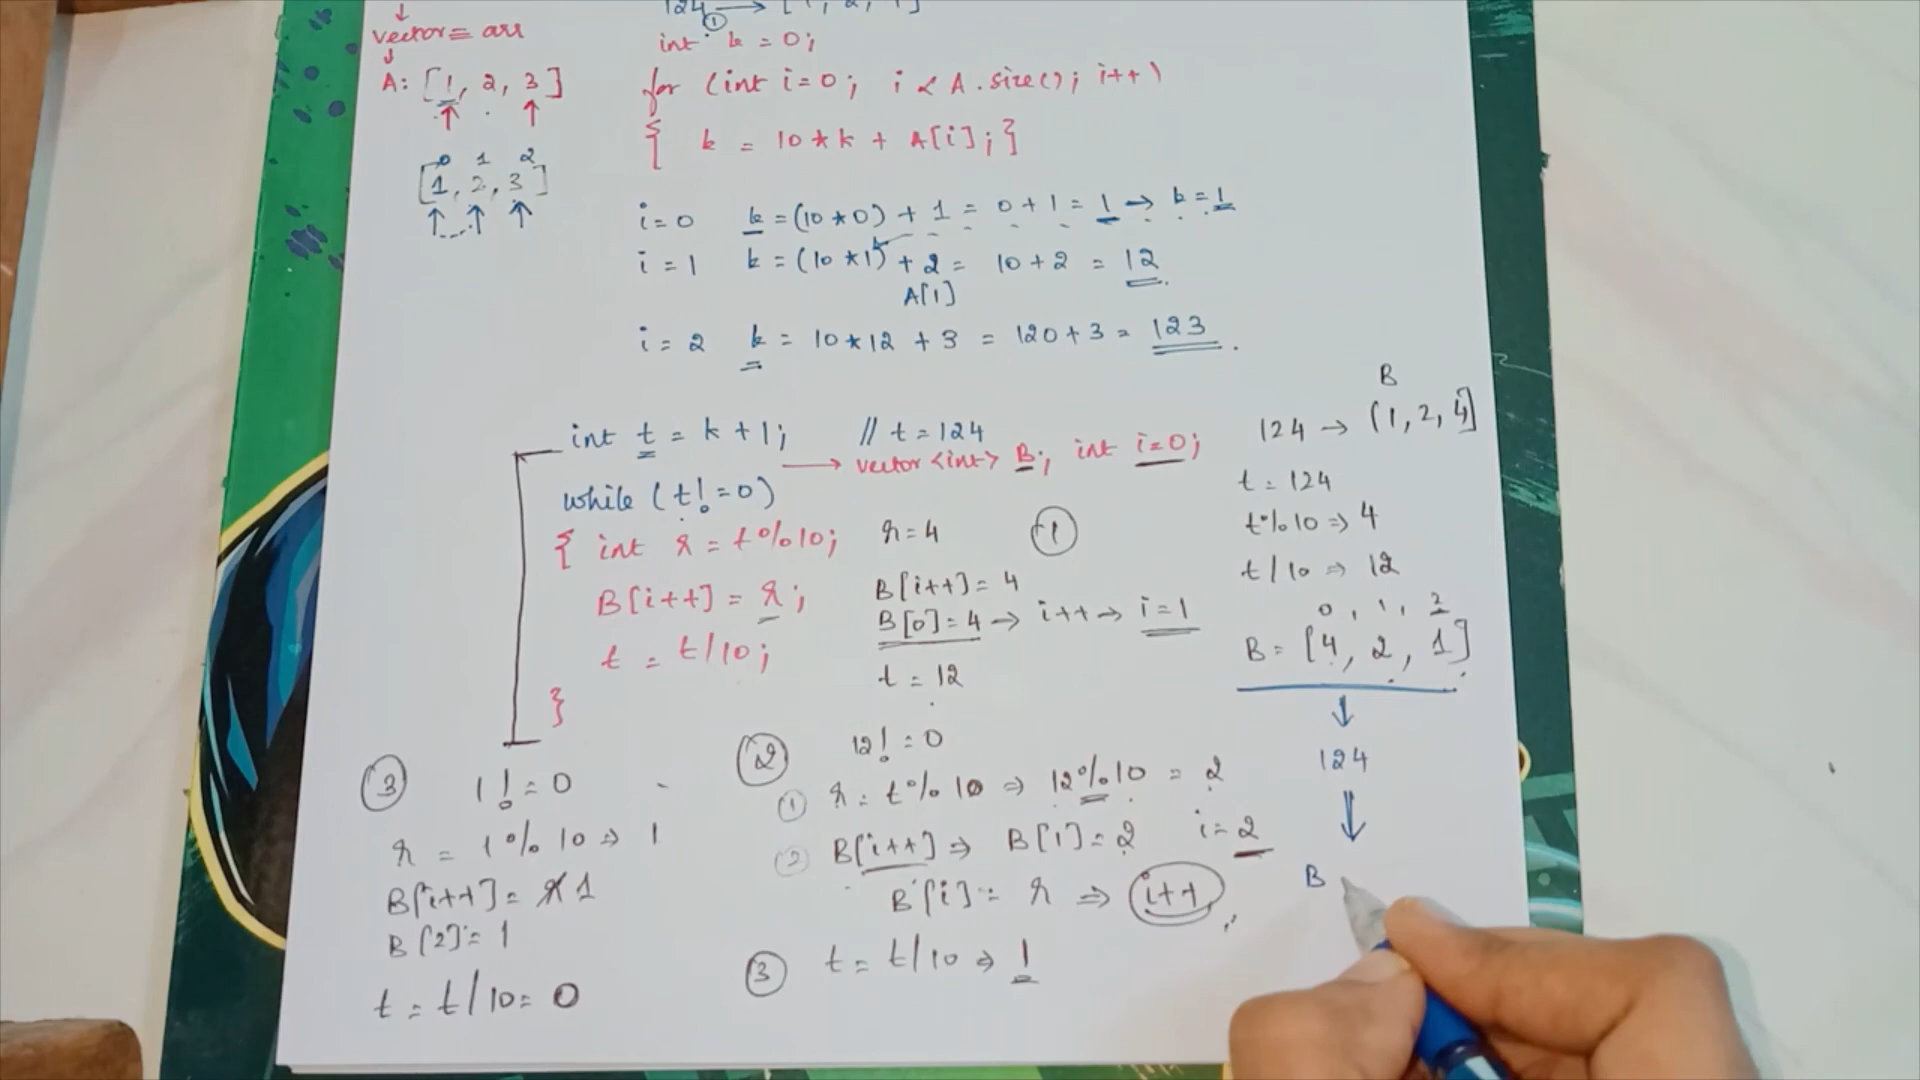 vector = arr
A: [1, 2, 3]
0 1 2
[1, 2, 3]
124 → [1, 2, 4]
①
int k = 0;
for (int i=0; i < A.size(); i++)
{ k = 10*k + A[i]; }
i=0 k=(10*0)+1 = 0+1=1 → k=1
i=1 k=(10*1)+2= 10+2 = 12
A[1]
i=2 k= 10*12+3 = 120+3= 123.
int t = k+1; // t=124
→ vector<int> B; int i=0;
while (t!=0)
{ int r = t%10;
B[i++] = r;
t = t/10;
}
r=4 ①
B[i++]=4
B[0]=4 → i++ → i=1
t=12
B
124 → [1, 2, 4]
t=124
t%10 ⇒ 4
t/10 ⇒ 12
0, 1, 2
B= [4, 2, 1]
↓
124
⇓
B
② 12!=0
① r= t%10 ⇒ 12%10 = 2
② B[i++] ⇒ B[1]=2 i=2
B[i]= r ⇒ i++
③ t= t/10 ⇒ 1
③ 1!=0
r = 1%10 ⇒ 1
B[i++]= r 1
B[2]= 1
t= t/10= 0